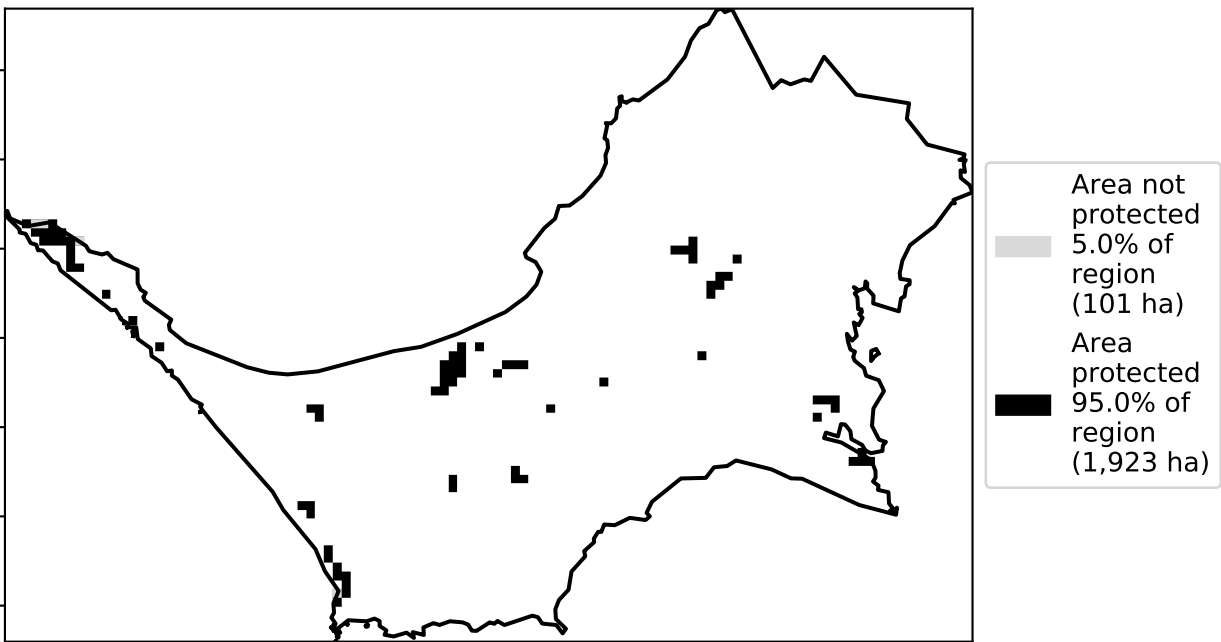 Area not
protected
5.0% of
region
(101 ha)
Area
protected
95.0% of
region
(1,923 ha)